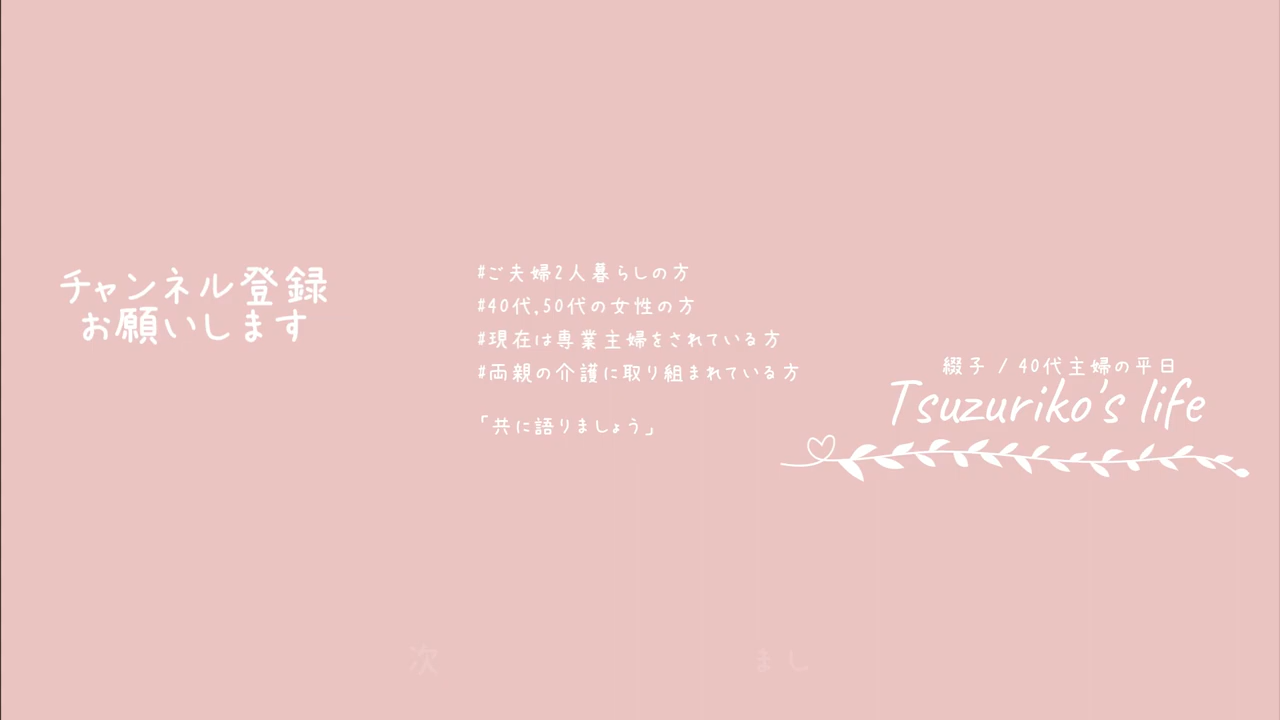 チャンネル登録
お願いします
#ご夫婦2人暮らしの方
#40代,50代の女性の方
#現在は専業主婦をされている方
#両親の介護に取り組まれている方
「共に語りましょう」
綴子 / 40代主婦の平日
Tsuzuriko's life
次 まし